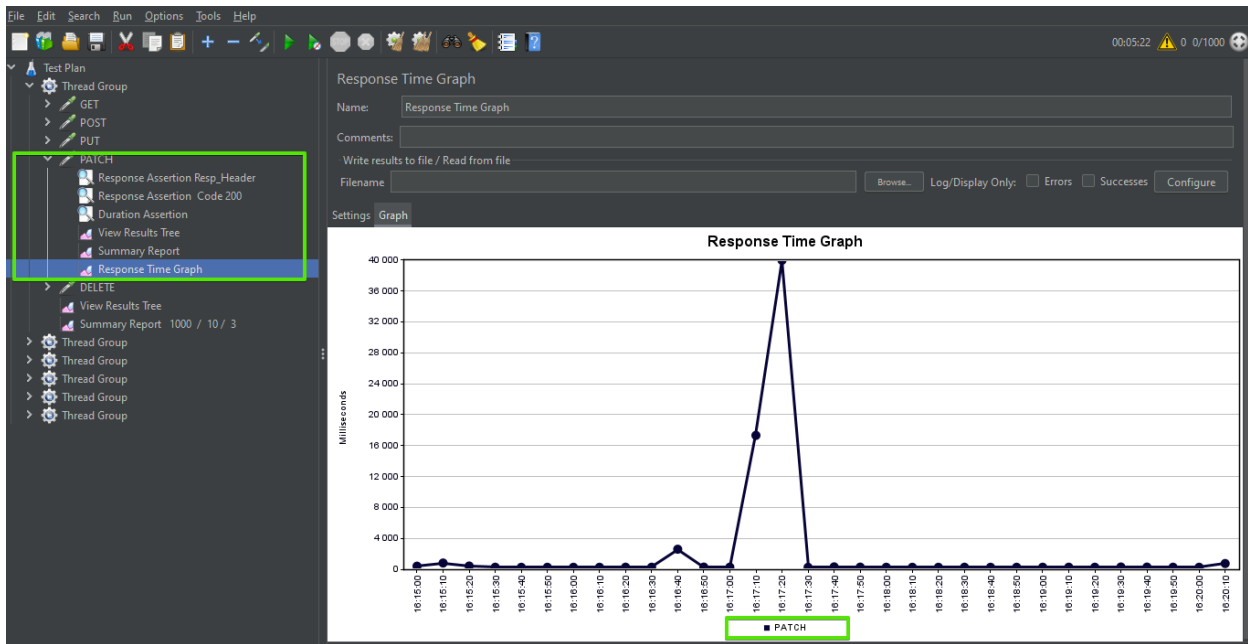 File Edit Search Run Options Tools Help
STOP
00:05:22 0 0/1000
Test Plan
Thread Group
GET
POST
PUT
PATCH
Response Assertion Resp_Header
Response Assertion Code 200
Duration Assertion
View Results Tree
Summary Report
Response Time Graph
DELETE
View Results Tree
Summary Report 1000 / 10 / 3
Thread Group
Thread Group
Thread Group
Thread Group
Thread Group
Response Time Graph
Name: Response Time Graph
Comments:
Write results to file / Read from file
Filename Browse... Log/Display Only: Errors Successes Configure
Settings Graph
Response Time Graph
Milliseconds
40 000
36 000
32 000
28 000
24 000
20 000
16 000
12 000
8 000
4 000
0
16:15:00
16:15:10
16:15:20
16:15:30
16:15:40
16:15:50
16:16:00
16:16:10
16:16:20
16:16:30
16:16:40
16:16:50
16:17:00
16:17:10
16:17:20
16:17:30
16:17:40
16:17:50
16:18:00
16:18:10
16:18:20
16:18:30
16:18:40
16:18:50
16:19:00
16:19:10
16:19:20
16:19:30
16:19:40
16:19:50
16:20:00
16:20:10
PATCH